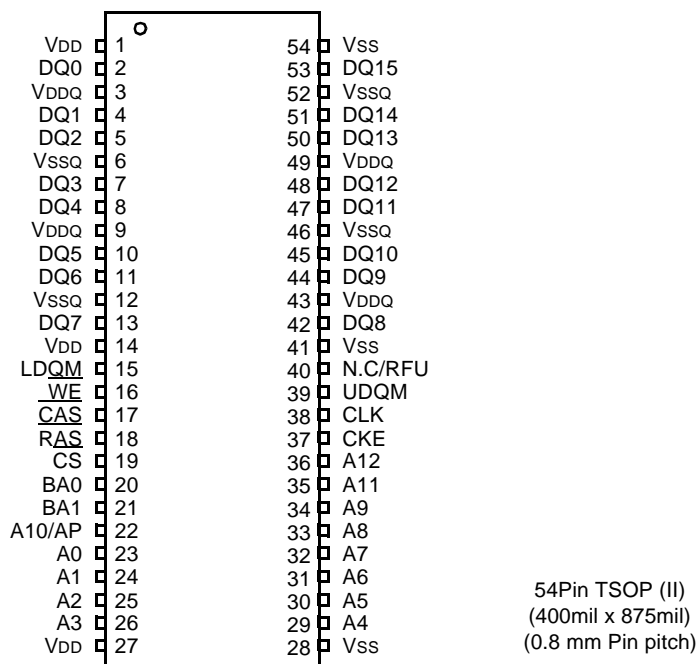 VDD 1 54 VSS
DQ0 2 53 DQ15
VDDQ 3 52 VSSQ
DQ1 4 51 DQ14
DQ2 5 50 DQ13
VSSQ 6 49 VDDQ
DQ3 7 48 DQ12
DQ4 8 47 DQ11
VDDQ 9 46 VSSQ
DQ5 10 45 DQ10
DQ6 11 44 DQ9
VSSQ 12 43 VDDQ
DQ7 13 42 DQ8
VDD 14 41 VSS
LDQM 15 40 N.C/RFU
WE 16 39 UDQM
CAS 17 38 CLK
RAS 18 37 CKE
CS 19 36 A12
BA0 20 35 A11
BA1 21 34 A9
A10/AP 22 33 A8
A0 23 32 A7
A1 24 31 A6
A2 25 30 A5
A3 26 29 A4
VDD 27 28 VSS
54Pin TSOP (II)
(400mil x 875mil)
(0.8 mm Pin pitch)